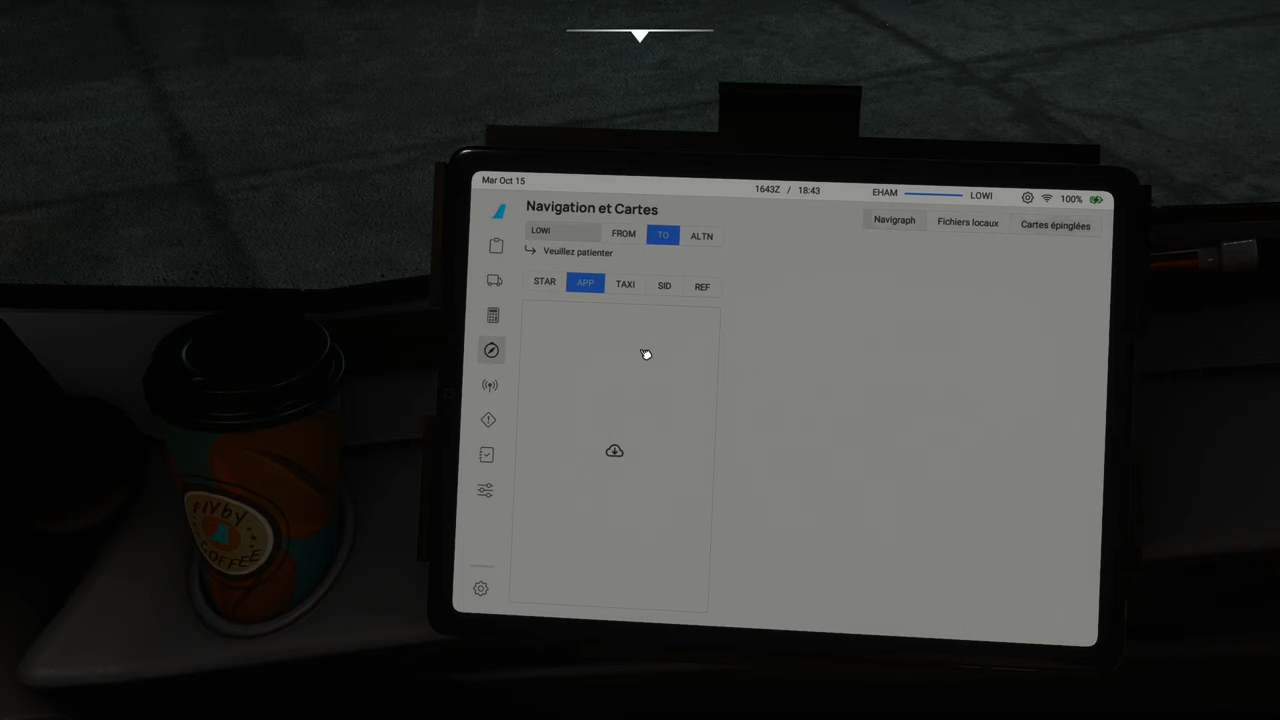 Mar Oct 15
1643Z / 18:43
EHAM
LOWI
100%
Navigation et Cartes
Navigraph
Fichiers locaux
Cartes épinglées
LOWI
FROM
TO
ALTN
Veuillez patienter
STAR
APP
TAXI
SID
REF
flyby
COFFEE